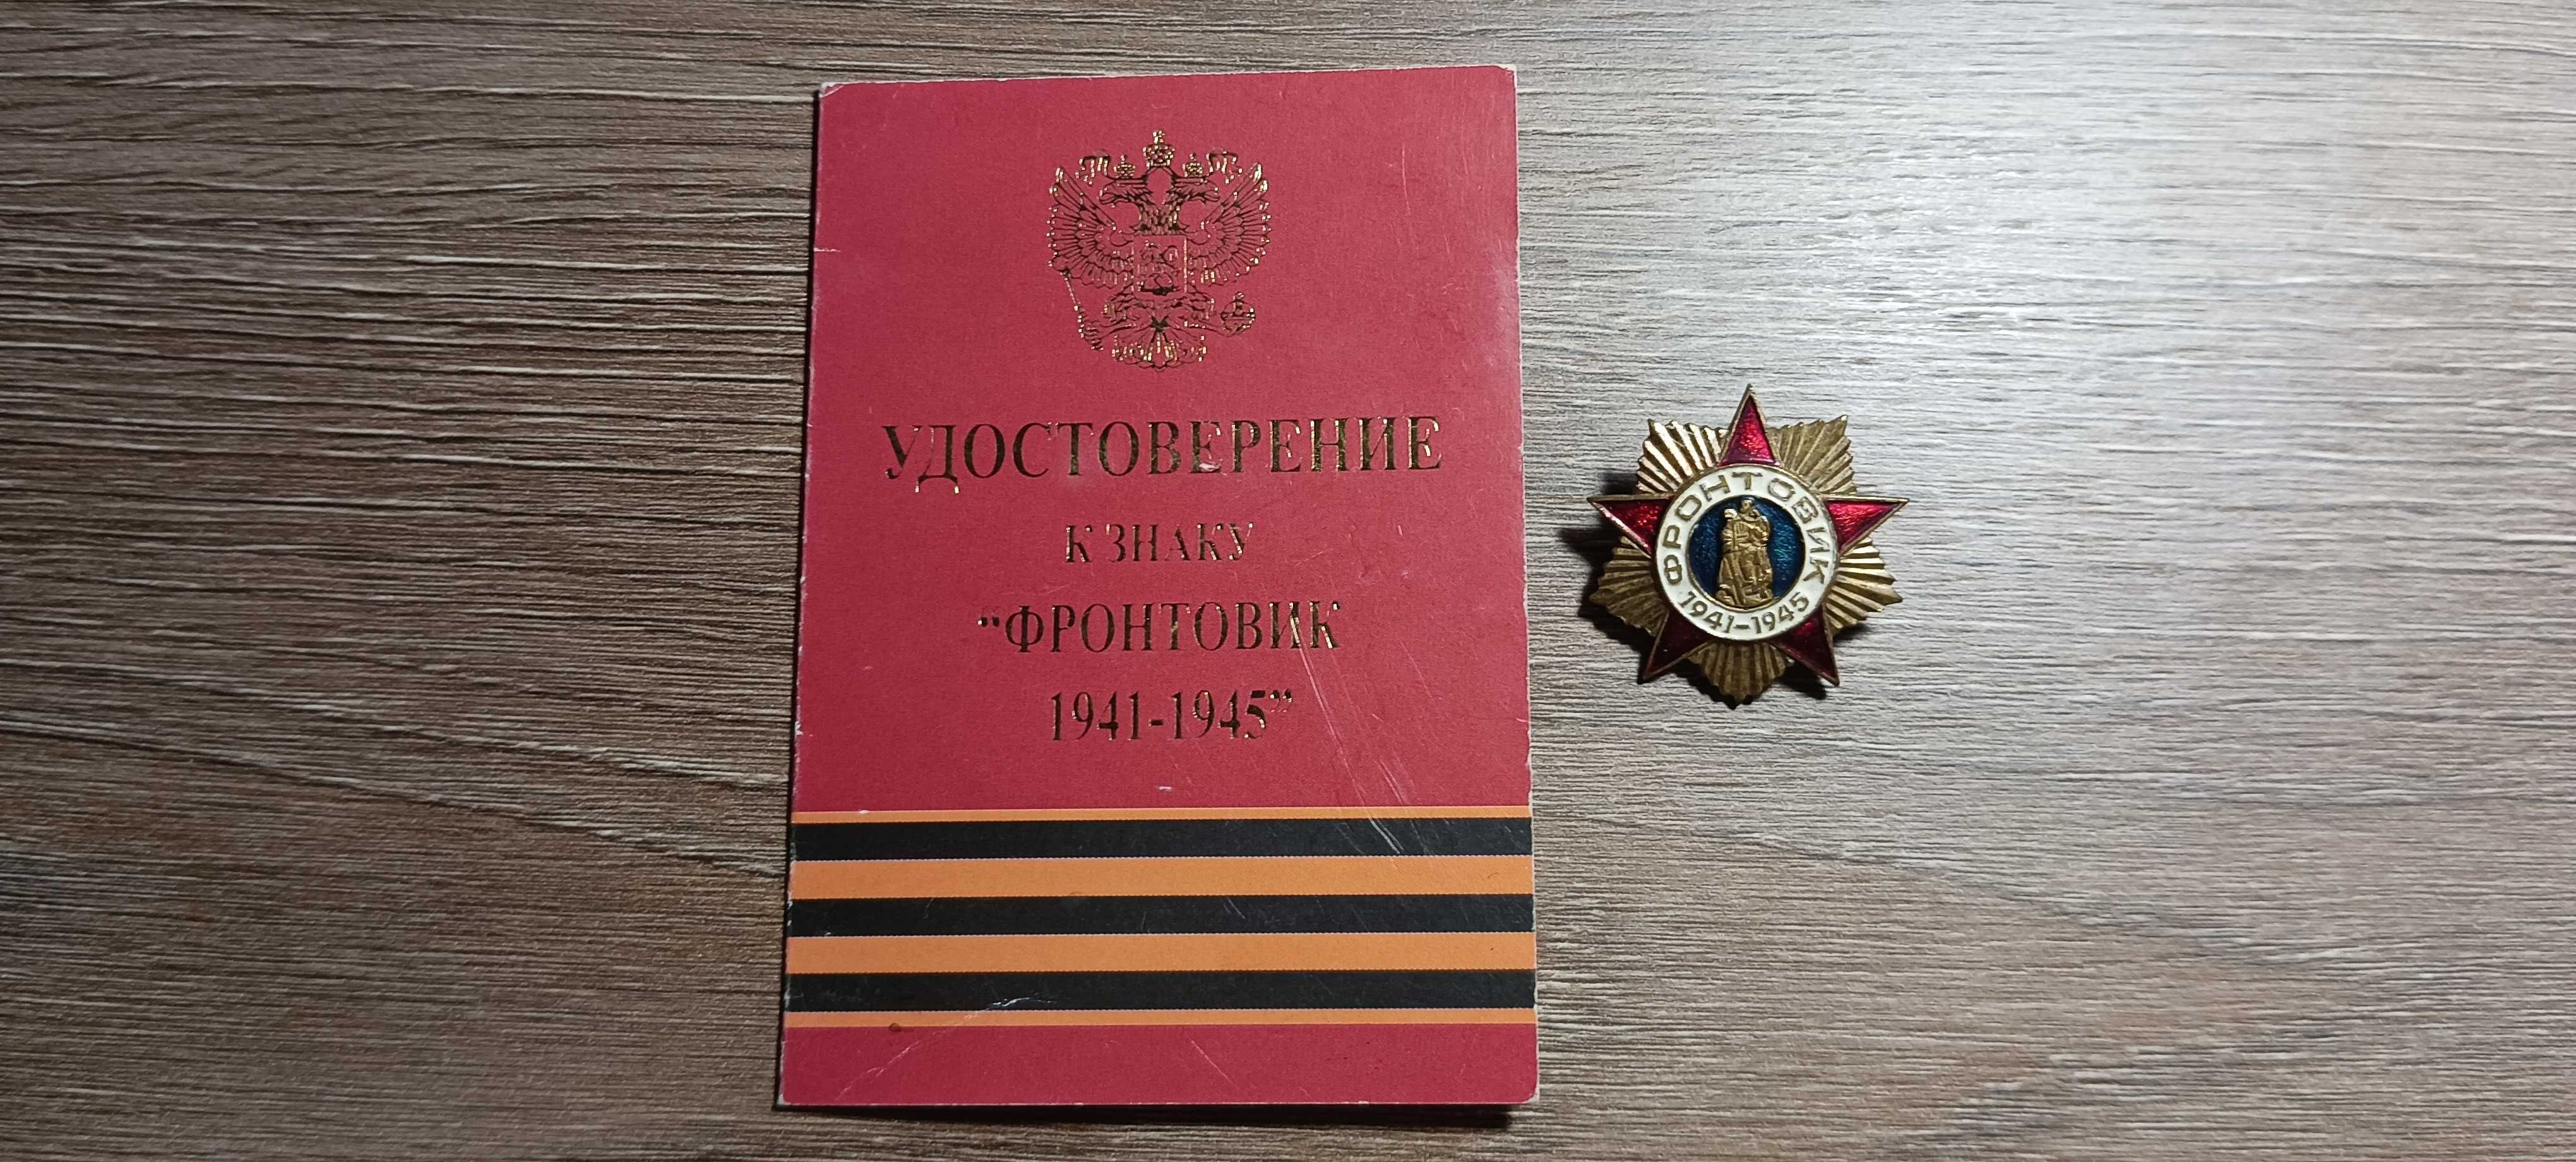 УДОСТОВЕРЕНИЕ
К ЗНАКУ
“ФРОНТОВИК
1941-1945”
ФРОНТОВИК
1941-1945